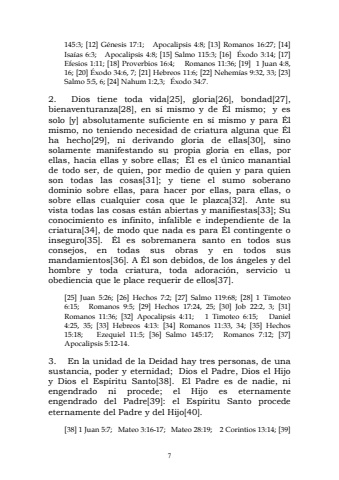 145:3; [12] Génesis 17:1; Apocalipsis 4:8; [13] Romanos 16:27; [14]
Isaías 6:3; Apocalipsis 4:8; [15] Salmo 115:3; [16] Éxodo 3:14; [17]
Efesios 1:11; [18] Proverbios 16:4; Romanos 11:36; [19] 1 Juan 4:8,
16; [20] Éxodo 34:6, 7; [21] Hebreos 11:6; [22] Nehemías 9:32, 33; [23]
Salmo 5:5, 6; [24] Nahum 1:2,3; Éxodo 34:7.
2. Dios tiene toda vida[25], gloria[26], bondad[27],
bienaventuranza[28], en sí mismo y de Él mismo; y es
solo [y] absolutamente suficiente en sí mismo y para Él
mismo, no teniendo necesidad de criatura alguna que Él
ha hecho[29], ni derivando gloria de ellas[30], sino
solamente manifestando su propia gloria en ellas, por
ellas, hacia ellas y sobre ellas; Él es el único manantial
de todo ser, de quien, por medio de quien y para quien
son todas las cosas[31]; y tiene el sumo soberano
dominio sobre ellas, para hacer por ellas, para ellas, o
sobre ellas cualquier cosa que le plazca[32]. Ante su
vista todas las cosas están abiertas y manifiestas[33]; Su
conocimiento es infinito, infalible e independiente de la
criatura[34], de modo que nada es para Él contingente o
inseguro[35]. Él es sobremanera santo en todos sus
consejos, en todas sus obras y en todos sus
mandamientos[36]. A Él son debidos, de los ángeles y del
hombre y toda criatura, toda adoración, servicio u
obediencia que le place requerir de ellos[37].
[25] Juan 5:26; [26] Hechos 7:2; [27] Salmo 119:68; [28] 1 Timoteo
6:15; Romanos 9:5; [29] Hechos 17:24, 25; [30] Job 22:2, 3; [31]
Romanos 11:36; [32] Apocalipsis 4:11; 1 Timoteo 6:15; Daniel
4:25, 35; [33] Hebreos 4:13; [34] Romanos 11:33, 34; [35] Hechos
15:18; Ezequiel 11:5; [36] Salmo 145:17; Romanos 7:12; [37]
Apocalipsis 5:12-14.
3. En la unidad de la Deidad hay tres personas, de una
sustancia, poder y eternidad; Dios el Padre, Dios el Hijo
y Dios el Espíritu Santo[38]. El Padre es de nadie, ni
engendrado ni procede; el Hijo es eternamente
engendrado del Padre[39]; el Espíritu Santo procede
eternamente del Padre y del Hijo[40].
[38] 1 Juan 5:7; Mateo 3:16-17; Mateo 28:19; 2 Corintios 13:14; [39]
7